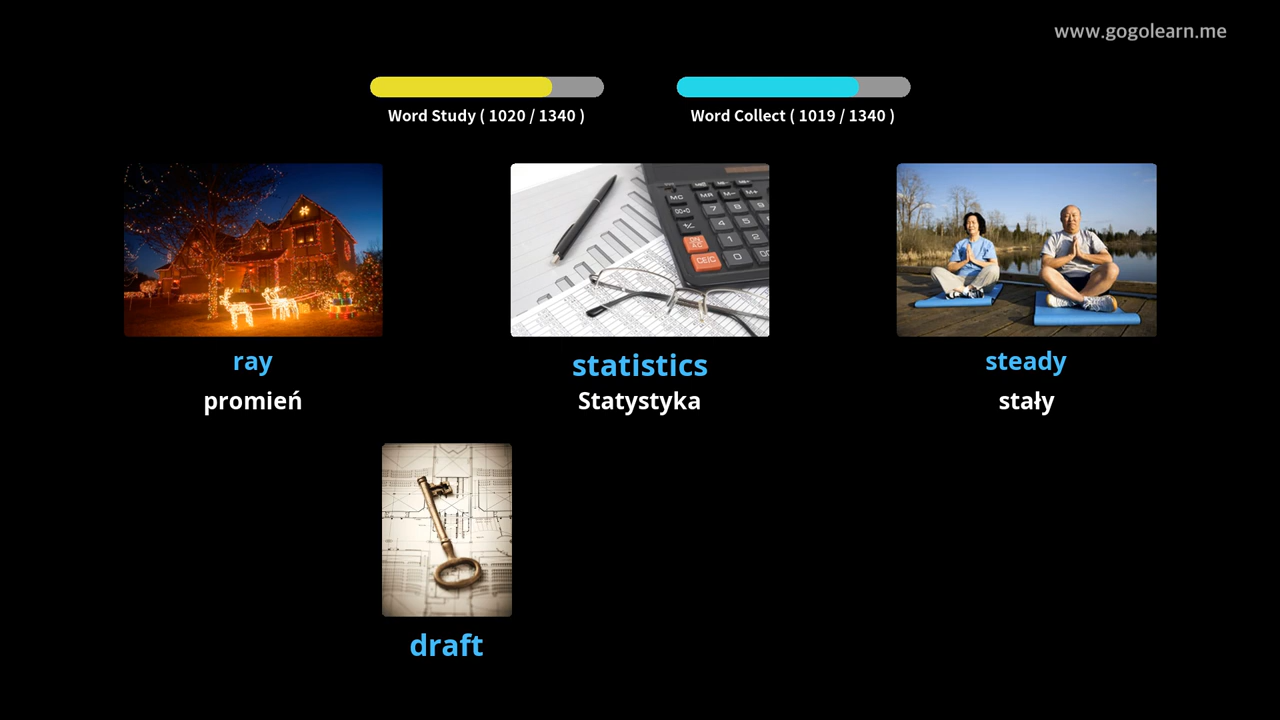 www.gogolearn.me
Word Study ( 1020 / 1340 )
Word Collect ( 1019 / 1340 )
ray
promień
statistics
Statystyka
steady
stały
draft